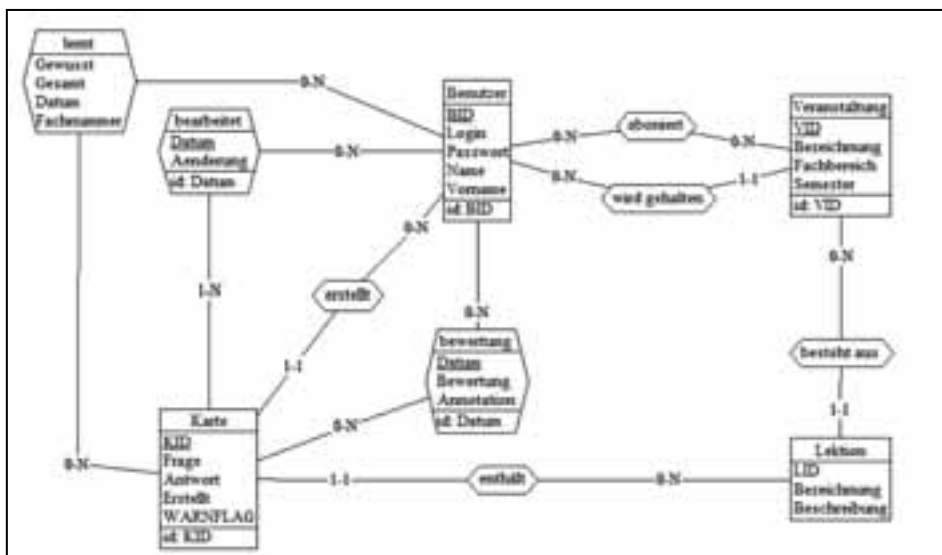 lernt
Gewusst
Gesamt
Datum
Fachnummer
0-N
bearbeitet
Datum
Aenderung
id: Datum
0-N
Benutzer
BID
Login
Passwort
Name
Vorname
id: BID
0-N
aboniert
0-N
0-N
wird gehalten
1-1
Veranstaltung
VID
Bezeichnung
Fachbereich
Semester
id: VID
0-N
1-N
erstellt
0-N
1-1
0-N
bewertung
Datum
Bewertung
Annotation
id: Datum
0-N
besteht aus
1-1
Karte
KID
Frage
Antwort
Erstellt
WARNFLAG
id: KID
0-N
1-1
enthält
0-N
Lektion
LID
Bezeichnung
Beschreibung